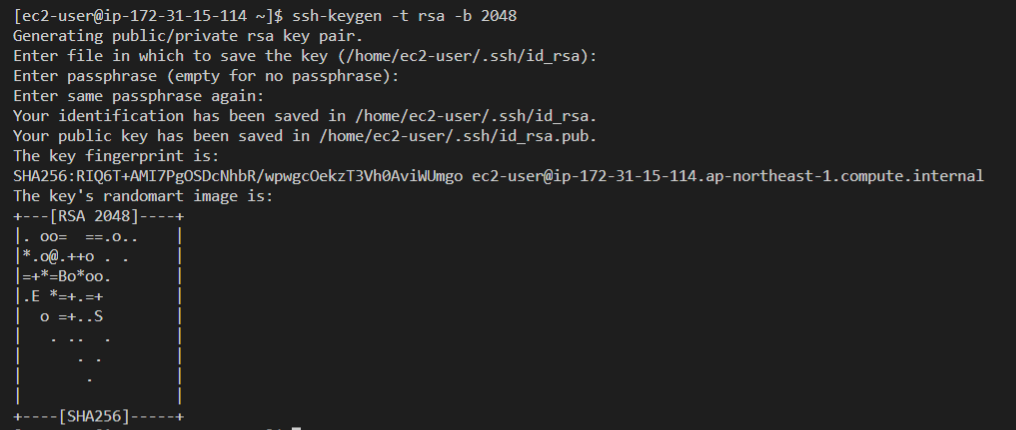 [ec2-user@ip-172-31-15-114 ~]$ ssh-keygen -t rsa -b 2048
Generating public/private rsa key pair.
Enter file in which to save the key (/home/ec2-user/.ssh/id_rsa):
Enter passphrase (empty for no passphrase):
Enter same passphrase again:
Your identification has been saved in /home/ec2-user/.ssh/id_rsa.
Your public key has been saved in /home/ec2-user/.ssh/id_rsa.pub.
The key fingerprint is:
SHA256:RIQ6T+AMI7PgOSDcNhbR/wpwgcOekzT3Vh0AviWUmgo ec2-user@ip-172-31-15-114.ap-northeast-1.compute.internal
The key's randomart image is:
+---[RSA 2048]----+
|. oo=  ==.o..    |
|*.o@.++o . .     |
|=+*=Bo*oo.       |
|.E *=+.=+        |
|  o =+..S        |
|   . ..  .       |
|      . .        |
|       .         |
|                 |
+----[SHA256]-----+